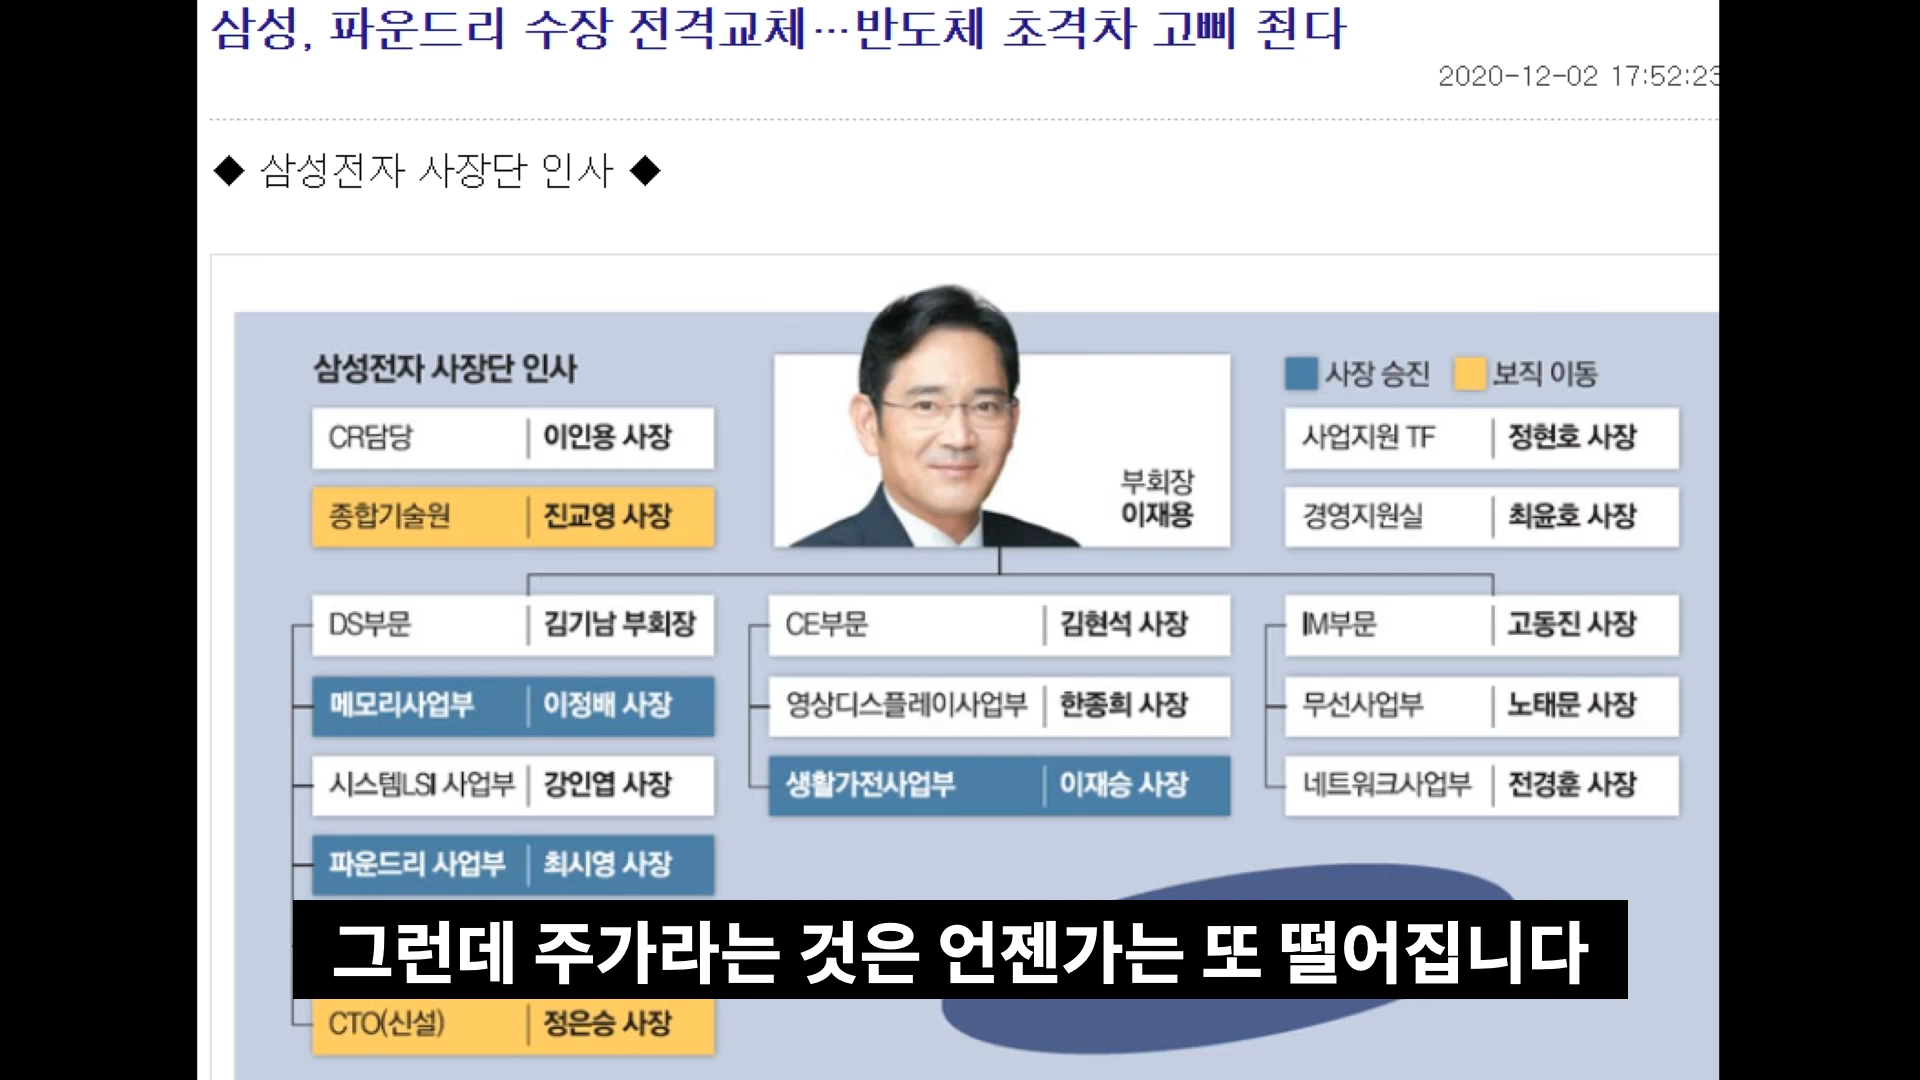 삼성, 파운드리 수장 전격교체…반도체 초격차 고삐 죈다
2020-12-02 17:52:23
◆ 삼성전자 사장단 인사 ◆
삼성전자 사장단 인사
사장 승진 보직 이동
CR담당 이인용 사장
종합기술원 진교영 사장
부회장
이재용
사업지원 TF 정현호 사장
경영지원실 최윤호 사장
DS부문 김기남 부회장
메모리사업부 이정배 사장
시스템LSI 사업부 강인엽 사장
파운드리 사업부 최시영 사장
CE부문 김현석 사장
영상디스플레이사업부 한종희 사장
생활가전사업부 이재승 사장
IM부문 고동진 사장
무선사업부 노태문 사장
네트워크사업부 전경훈 사장
그런데 주가라는 것은 언젠가는 또 떨어집니다
CTO(신설) 정은승 사장